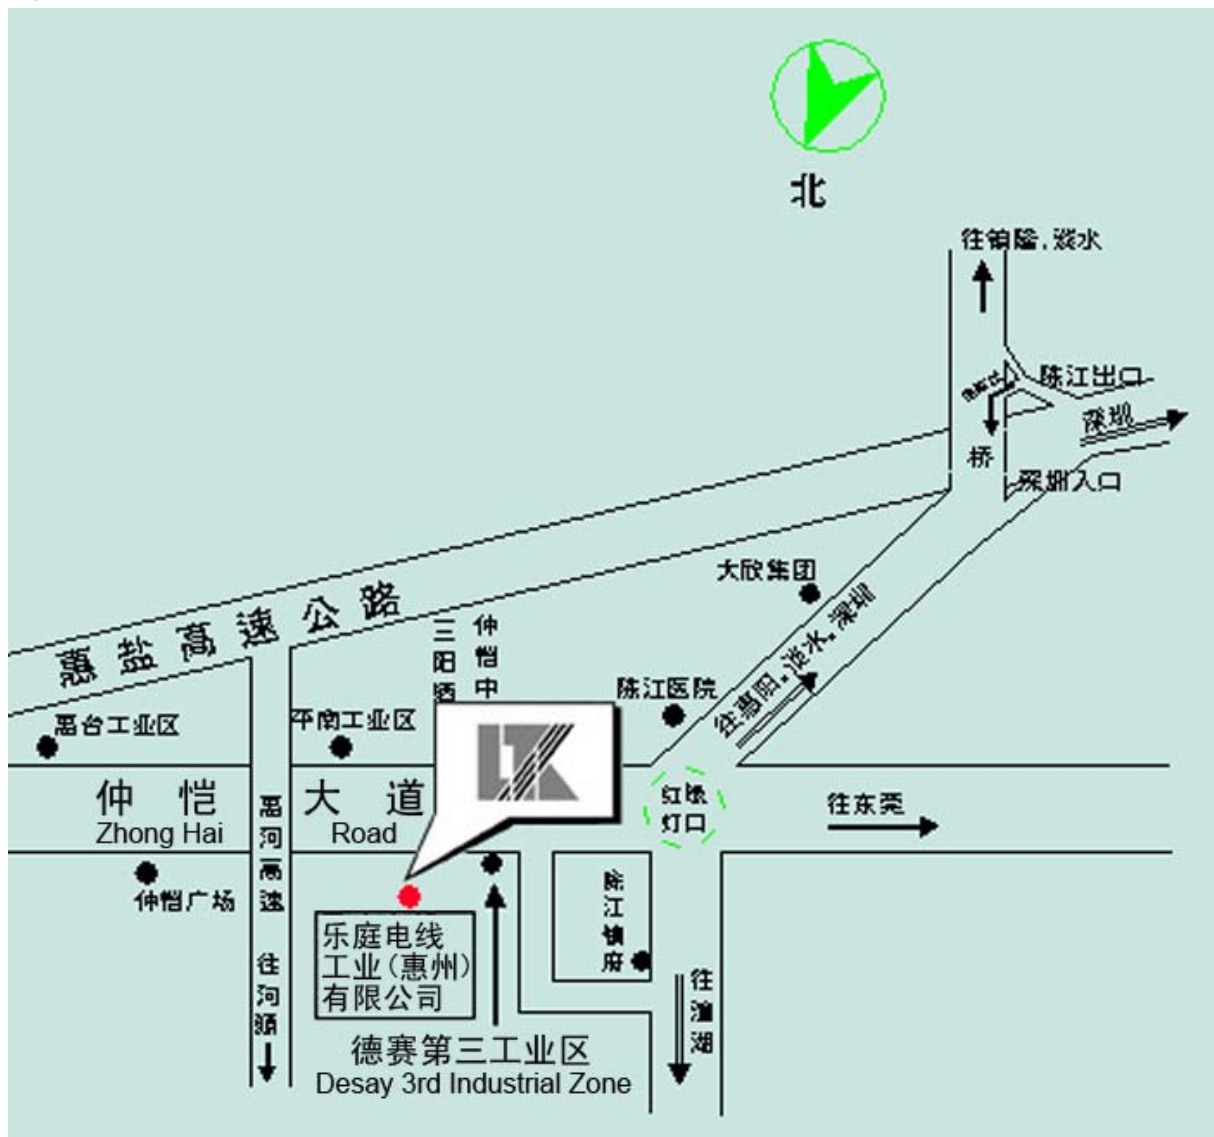 北
往镇隆.淡水
陈江出口
深圳
桥
深圳入口
大欣集团
惠盐高速公路
三阳
仲恺中
陈江医院
往惠阳.淡水.深圳
惠台工业区
平南工业区
仲恺大道
Zhong Hai Road
惠河高速
红绿
灯口
往东莞
仲恺广场
陈江镇府
乐庭电线
工业(惠州)
有限公司
往河源
往潼湖
德赛第三工业区
Desay 3rd Industrial Zone